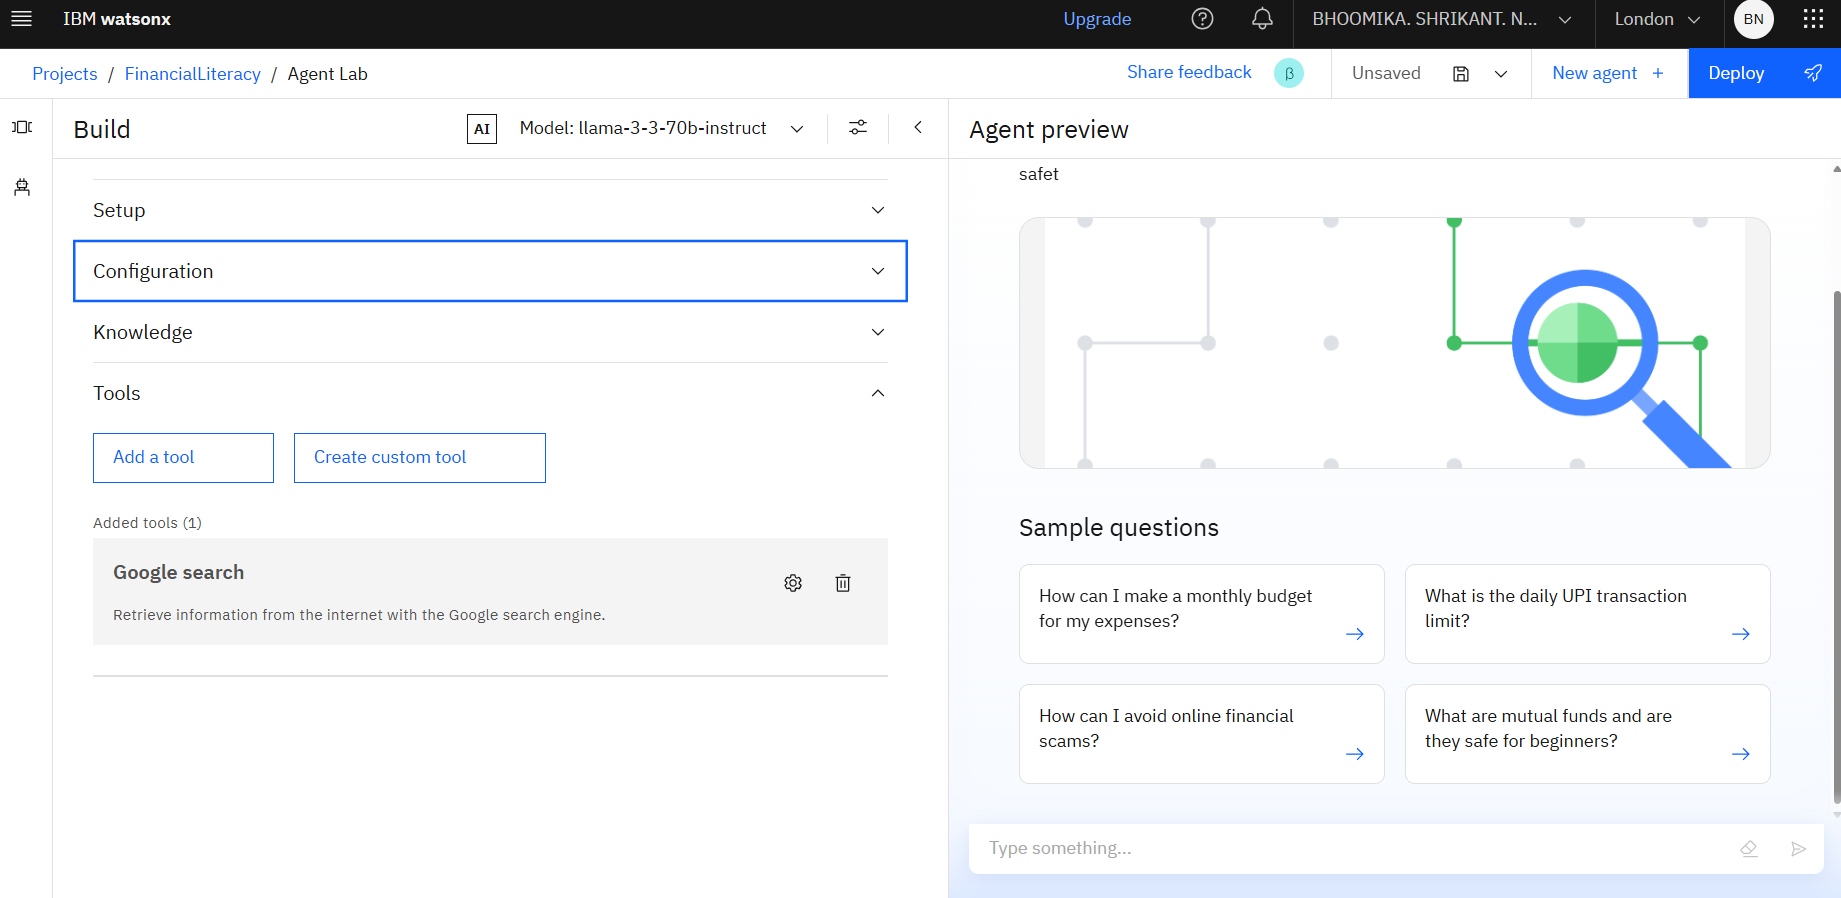 IBM watsonx
Upgrade
BHOOMIKA. SHRIKANT. N...
London
BN
Projects / FinancialLiteracy / Agent Lab
Share feedback
β
Unsaved
New agent +
Deploy
Build
AI
Model: llama-3-3-70b-instruct
Agent preview
Setup
Configuration
Knowledge
Tools
Add a tool
Create custom tool
Added tools (1)
Google search
Retrieve information from the internet with the Google search engine.
safet
Sample questions
How can I make a monthly budget
for my expenses?
What is the daily UPI transaction
limit?
How can I avoid online financial
scams?
What are mutual funds and are
they safe for beginners?
Type something...